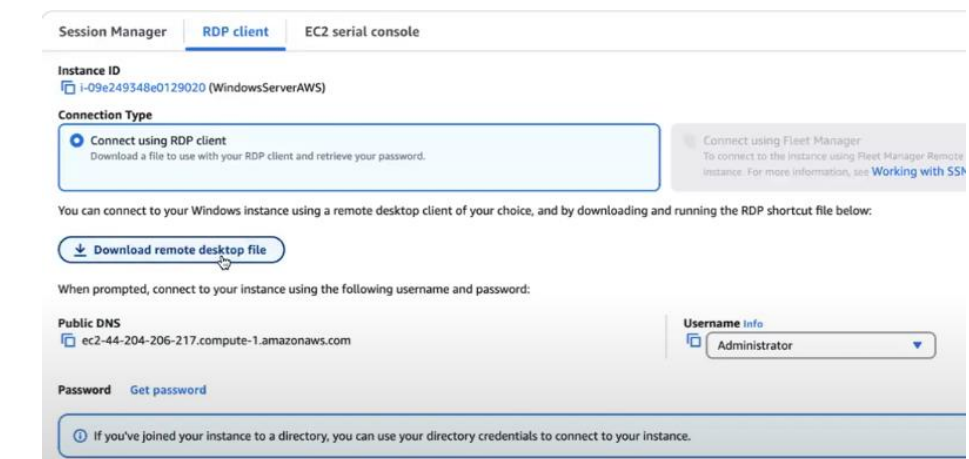 Session Manager
RDP client
EC2 serial console
Instance ID
i-09e249348e0129020 (WindowsServerAWS)
Connection Type
Connect using RDP client
Download a file to use with your RDP client and retrieve your password.
Connect using Fleet Manager
To connect to the instance using Fleet Manager Remote
instance. For more information, see Working with SSM
You can connect to your Windows instance using a remote desktop client of your choice, and by downloading and running the RDP shortcut file below:
Download remote desktop file
When prompted, connect to your instance using the following username and password:
Public DNS
ec2-44-204-206-217.compute-1.amazonaws.com
Username Info
Administrator
Password Get password
If you've joined your instance to a directory, you can use your directory credentials to connect to your instance.